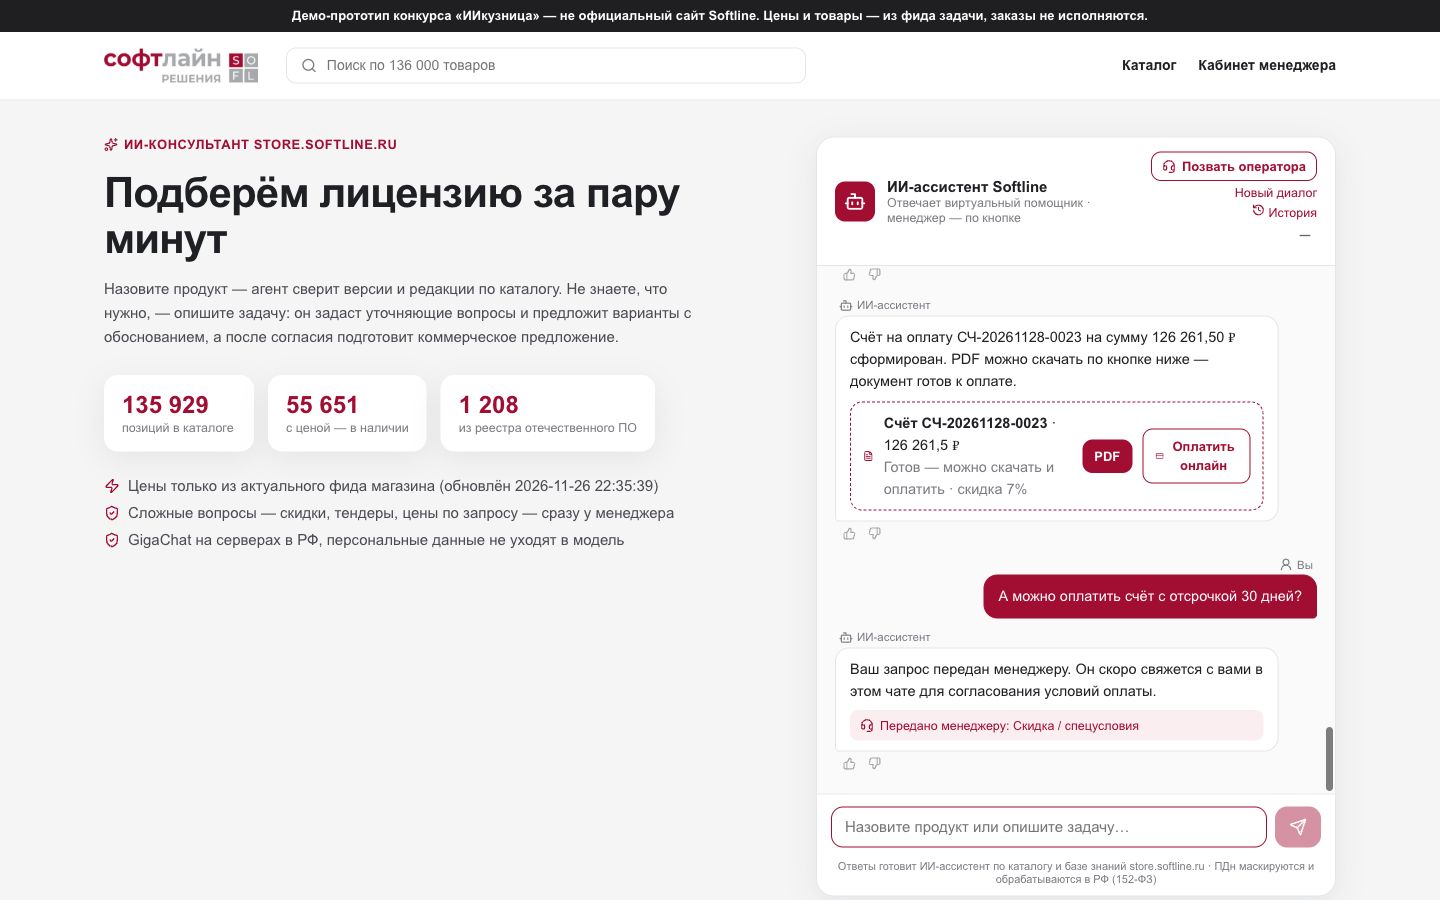 Демо-прототип конкурса «ИИкузница» — не официальный сайт Softline. Цены и товары — из фида задачи, заказы не исполняются.
софтлайн
РЕШЕНИЯ
S O
F L
Поиск по 136 000 товаров
Каталог
Кабинет менеджера
ИИ-КОНСУЛЬТАНТ STORE.SOFTLINE.RU
Подберём лицензию за пару
минут
Назовите продукт — агент сверит версии и редакции по каталогу. Не знаете, что
нужно, — опишите задачу: он задаст уточняющие вопросы и предложит варианты с
обоснованием, а после согласия подготовит коммерческое предложение.
135 929
позиций в каталоге
55 651
с ценой — в наличии
1 208
из реестра отечественного ПО
Цены только из актуального фида магазина (обновлён 2026-11-26 22:35:39)
Сложные вопросы — скидки, тендеры, цены по запросу — сразу у менеджера
GigaChat на серверах в РФ, персональные данные не уходят в модель
ИИ-ассистент Softline
Отвечает виртуальный помощник ·
менеджер — по кнопке
Позвать оператора
Новый диалог
История
—
ИИ-ассистент
Счёт на оплату СЧ-20261128-0023 на сумму 126 261,50 ₽
сформирован. PDF можно скачать по кнопке ниже —
документ готов к оплате.
Счёт СЧ-20261128-0023 ·
126 261,5 ₽
Готов — можно скачать и
оплатить · скидка 7%
PDF
Оплатить
онлайн
Вы
А можно оплатить счёт с отсрочкой 30 дней?
ИИ-ассистент
Ваш запрос передан менеджеру. Он скоро свяжется с вами в
этом чате для согласования условий оплаты.
Передано менеджеру: Скидка / спецусловия
Назовите продукт или опишите задачу…
Ответы готовит ИИ-ассистент по каталогу и базе знаний store.softline.ru · ПДн маскируются и
обрабатываются в РФ (152-ФЗ)